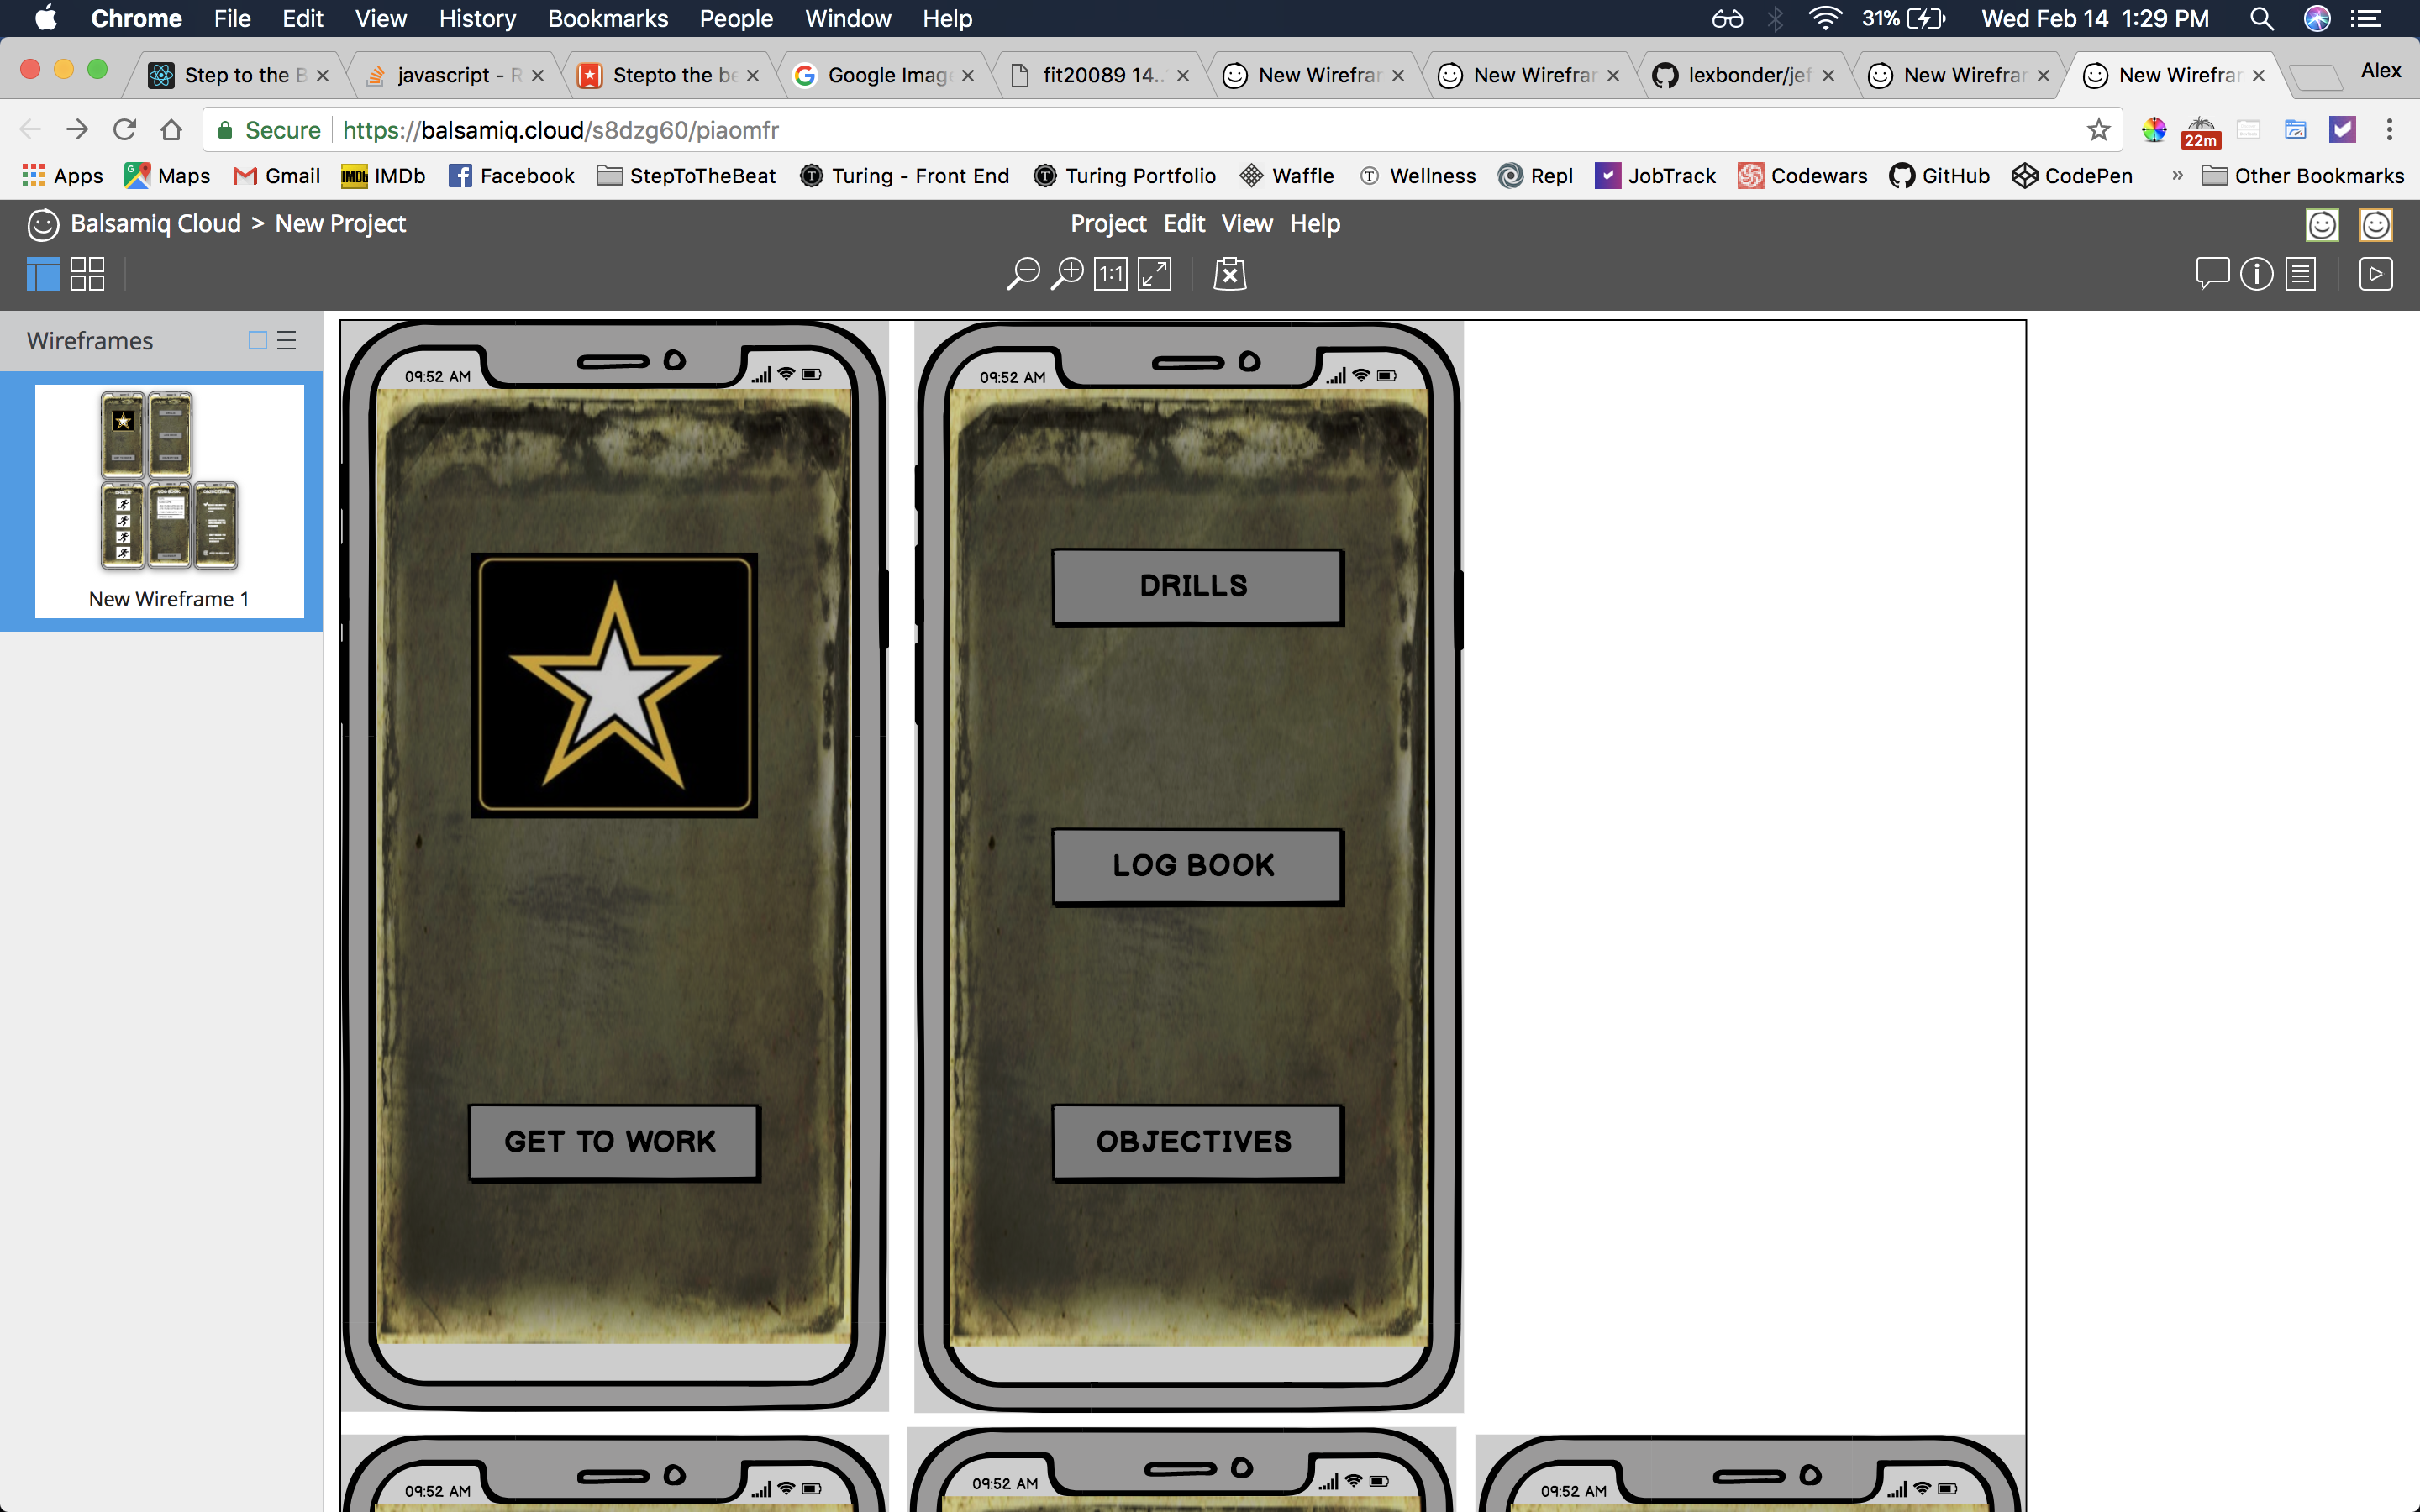 Chrome File Edit View History Bookmarks People Window Help 31% Wed Feb 14 1:29 PM
Step to the B javascript - R Stepto the be Google Imag fit20089 14.. New Wirefrar New Wirefrar lexbonder/jef New Wirefrar New Wirefrar Alex
Secure https://balsamiq.cloud/s8dzg60/piaomfr 22m
Apps Maps Gmail IMDb IMDb Facebook StepToTheBeat Turing - Front End Turing Portfolio Waffle Wellness Repl JobTrack Codewars GitHub CodePen » Other Bookmarks
Balsamiq Cloud > New Project Project Edit View Help
1:1
Wireframes
New Wireframe 1
09:52 AM
GET TO WORK
09:52 AM
DRILLS
LOG BOOK
OBJECTIVES
09:52 AM
09:52 AM
09:52 AM